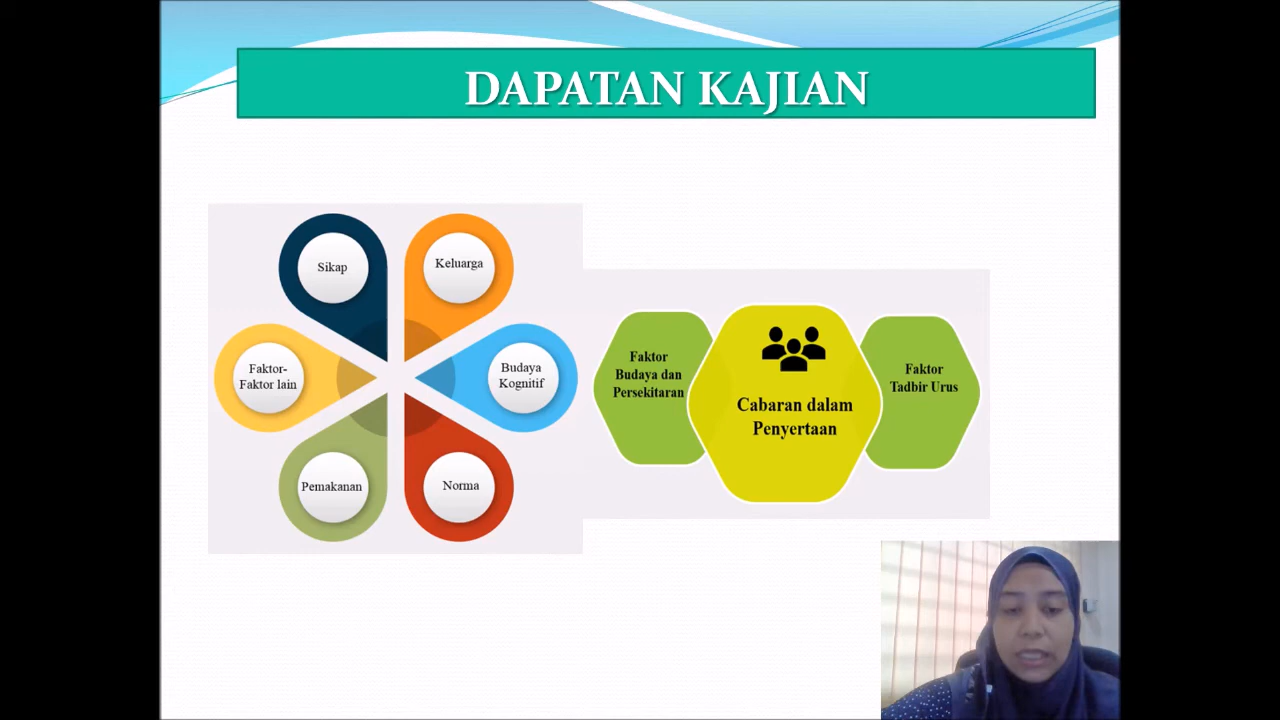 DAPATAN KAJIAN
Sikap
Keluarga
Faktor-
Faktor lain
Budaya
Kognitif
Pemakanan
Norma
Faktor
Budaya dan
Persekitaran
Cabaran dalam
Penyertaan
Faktor
Tadbir Urus